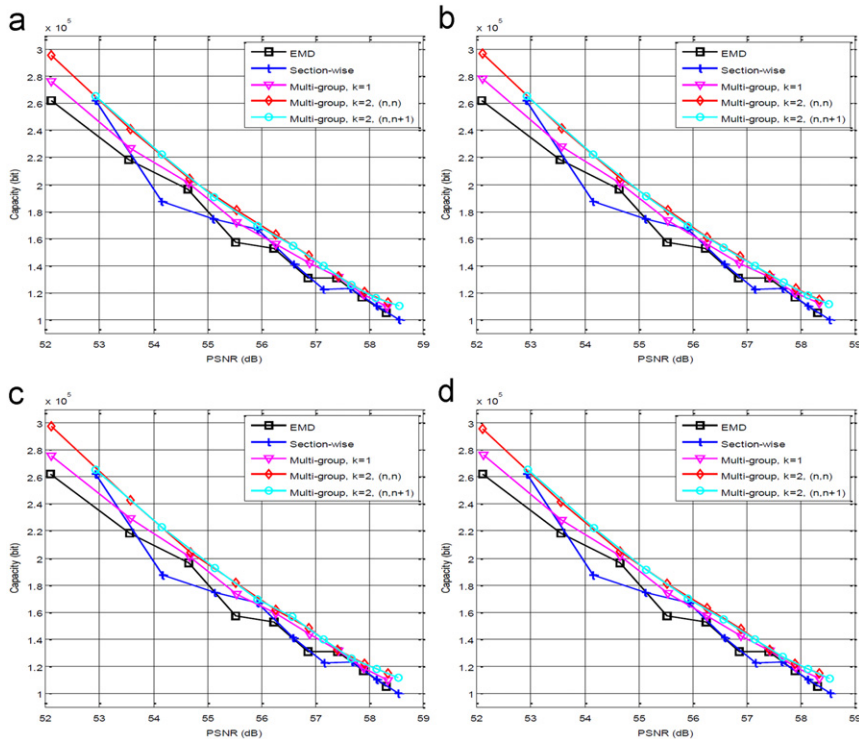 a
× 10⁵
3
2.8
2.6
2.4
2.2
2
1.8
1.6
1.4
1.2
1
Capacity (bit)
EMD
Section-wise
Multi-group, k=1
Multi-group, k=2, (n,n)
Multi-group, k=2, (n,n+1)
52 53 54 55 56 57 58 59
PSNR (dB)
b
× 10⁵
3
2.8
2.6
2.4
2.2
2
1.8
1.6
1.4
1.2
1
Capacity (bit)
EMD
Section-wise
Multi-group, k=1
Multi-group, k=2, (n,n)
Multi-group, k=2, (n,n+1)
52 53 54 55 56 57 58 59
PSNR (dB)
c
× 10⁵
3
2.8
2.6
2.4
2.2
2
1.8
1.6
1.4
1.2
1
Capacity (bit)
EMD
Section-wise
Multi-group, k=1
Multi-group, k=2, (n,n)
Multi-group, k=2, (n,n+1)
52 53 54 55 56 57 58 59
PSNR (dB)
d
× 10⁵
3
2.8
2.6
2.4
2.2
2
1.8
1.6
1.4
1.2
1
Capacity (bit)
EMD
Section-wise
Multi-group, k=1
Multi-group, k=2, (n,n)
Multi-group, k=2, (n,n+1)
52 53 54 55 56 57 58 59
PSNR (dB)